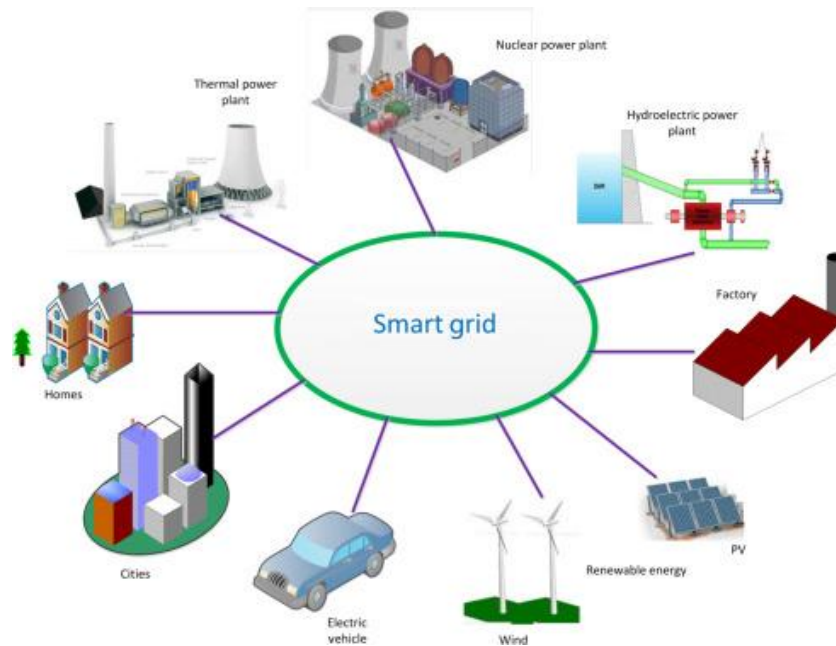 Nuclear power plant
Thermal power
plant
Hydroelectric power
plant
Smart grid
Factory
Homes
PV
Renewable energy
Cities
Electric
vehicle
Wind